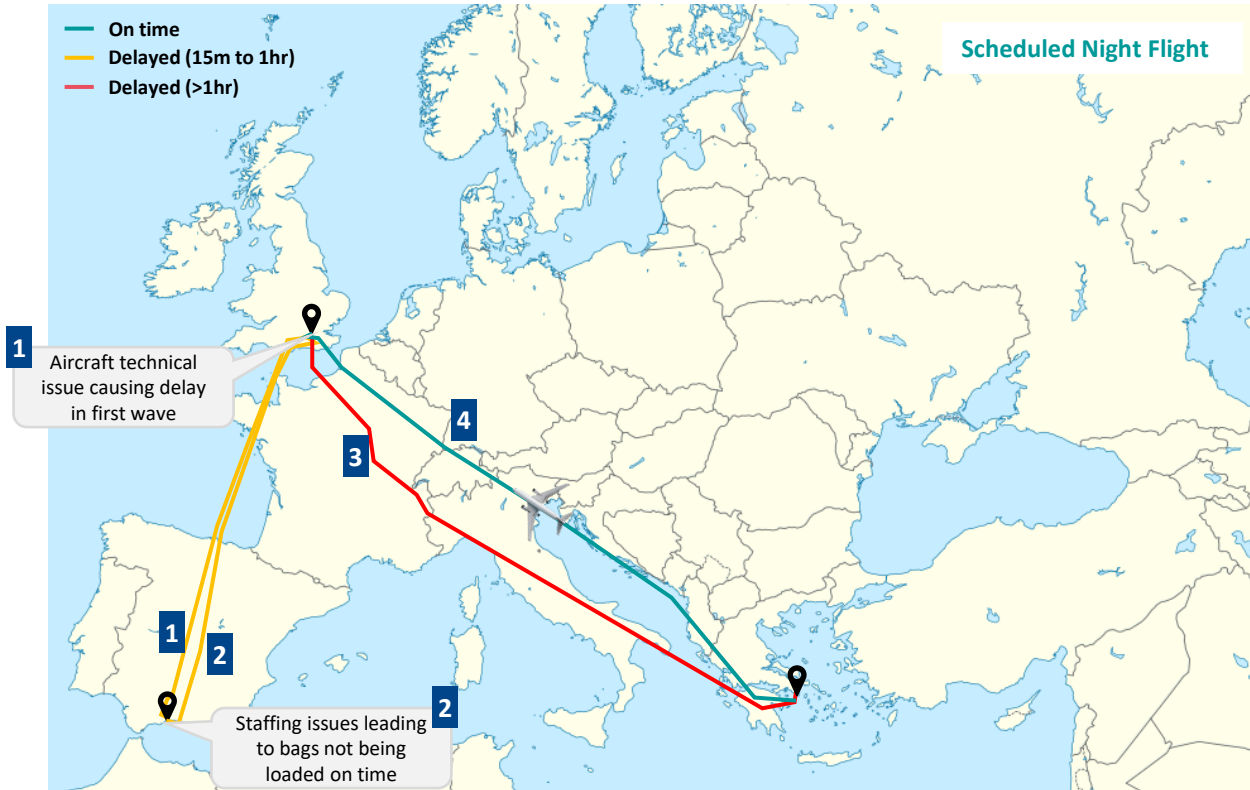 On time
Delayed (15m to 1hr)
Delayed (>1hr)
Scheduled Night Flight
1
Aircraft technical
issue causing delay
in first wave
4
3
1
2
2
Staffing issues leading
to bags not being
loaded on time